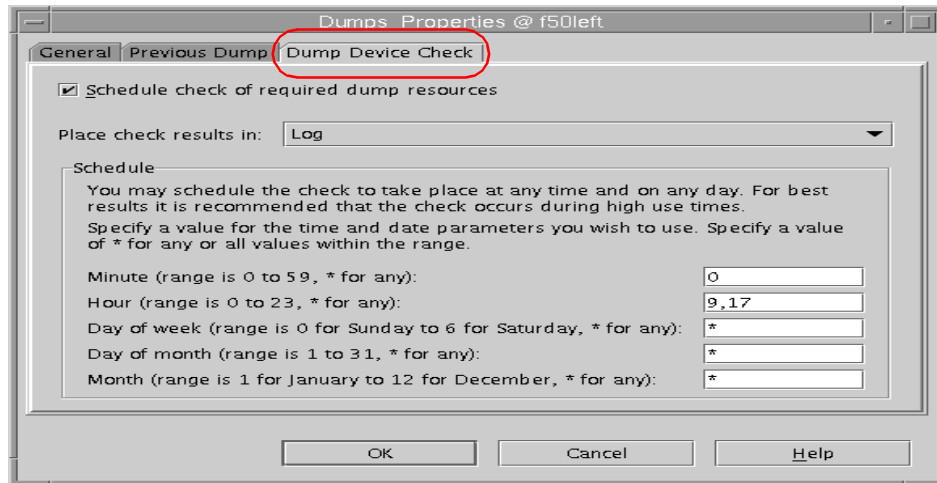 Dumps Properties @ f50left
General Previous Dump Dump Device Check
Schedule check of required dump resources
Place check results in: Log
Schedule
You may schedule the check to take place at any time and on any day. For best
results it is recommended that the check occurs during high use times.
Specify a value for the time and date parameters you wish to use. Specify a value
of * for any or all values within the range.
Minute (range is 0 to 59, * for any): 0
Hour (range is 0 to 23, * for any): 9,17
Day of week (range is 0 for Sunday to 6 for Saturday, * for any): *
Day of month (range is 1 to 31, * for any): *
Month (range is 1 for January to 12 for December, * for any): *
OK Cancel Help